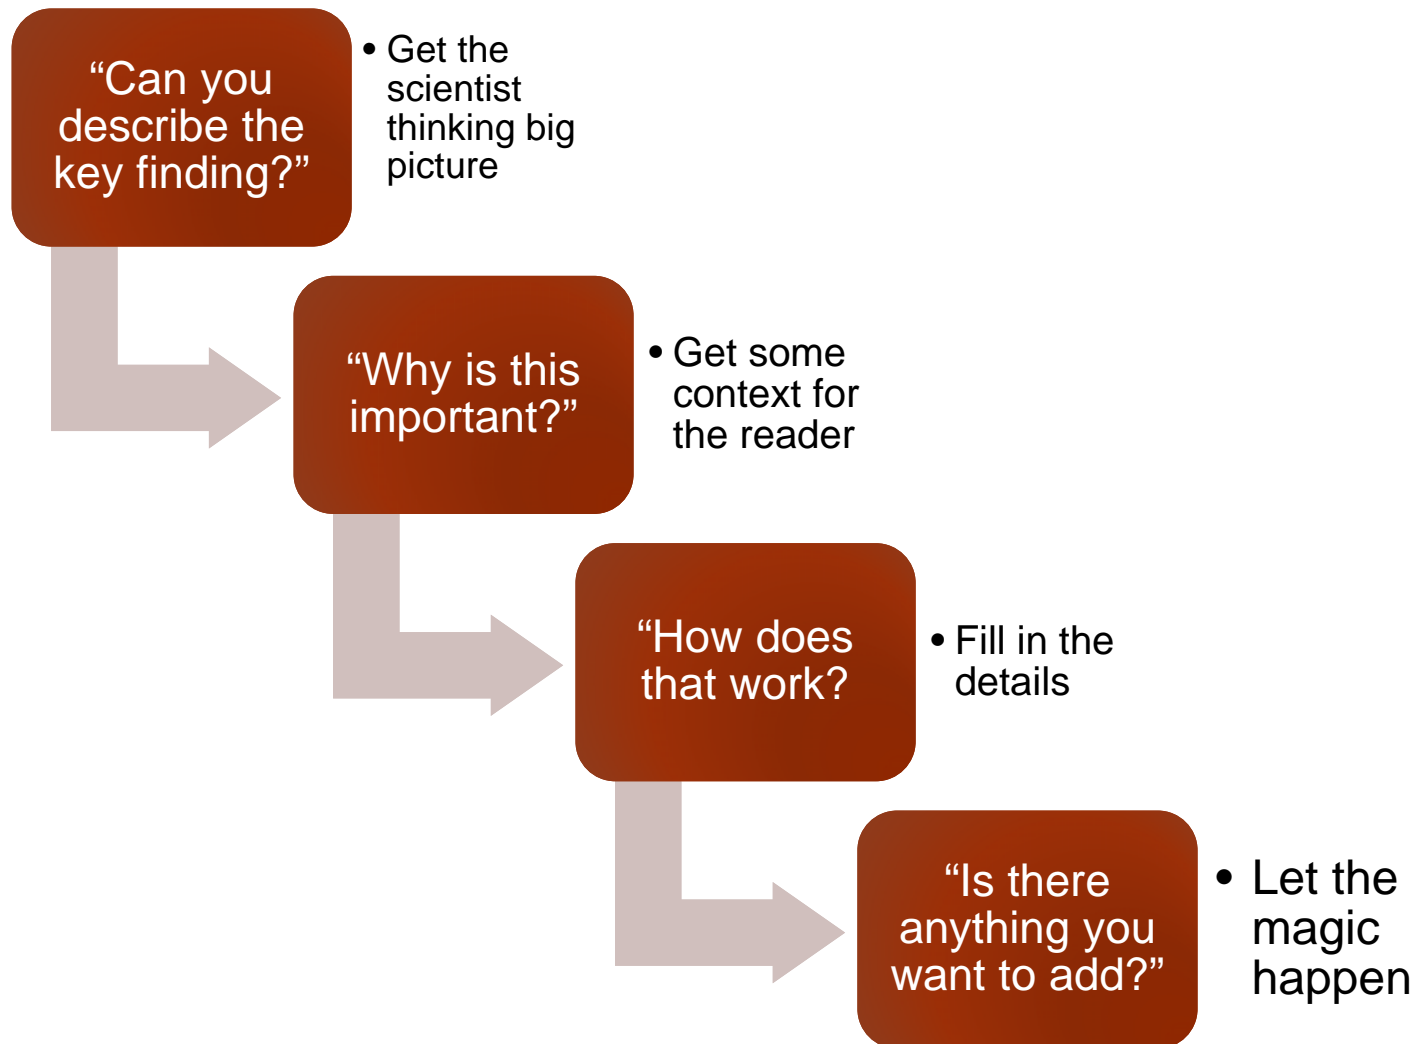 “Can you
describe the
key finding?”
• Get the
scientist
thinking big
picture
“Why is this
important?”
• Get some
context for
the reader
“How does
that work?
• Fill in the
details
“Is there
anything you
want to add?”
• Let the
magic
happen